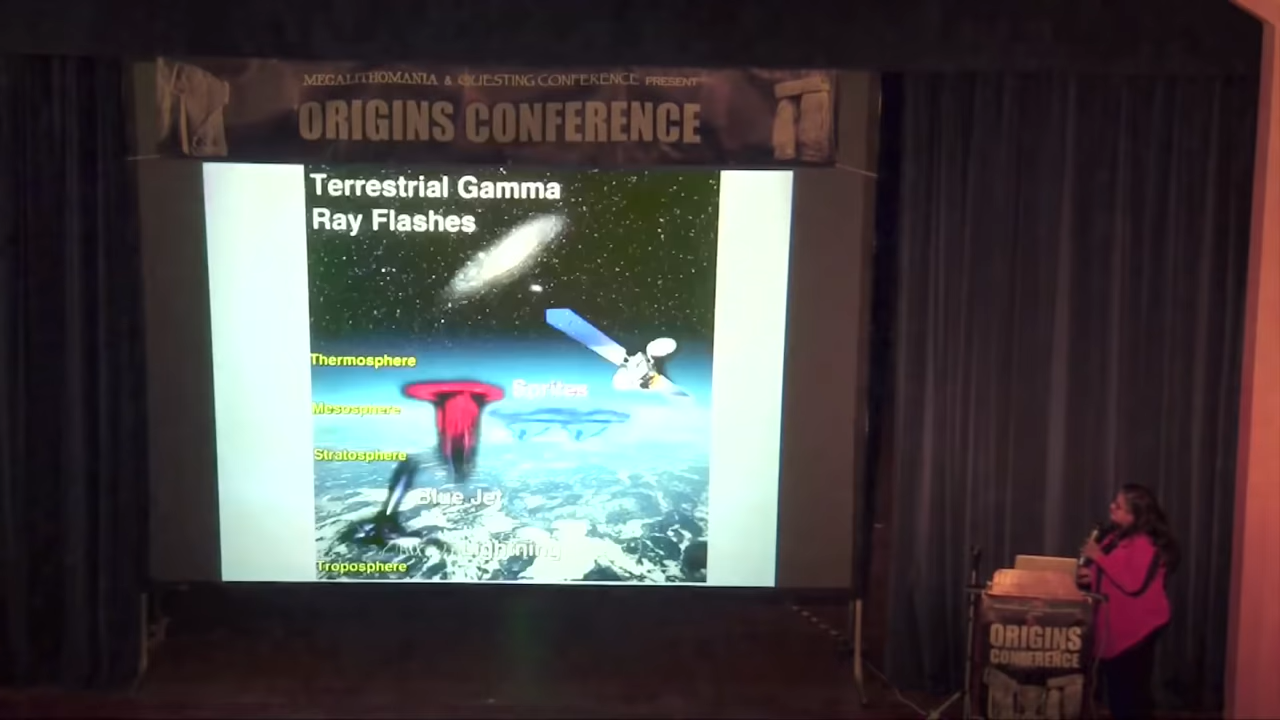 MEGALITHOMANIA & QUESTING CONFERENCE PRESENT
ORIGINS CONFERENCE
Terrestrial Gamma
Ray Flashes
Thermosphere
Sprites
Mesosphere
Stratosphere
Blue Jet
Lightning
Troposphere
ORIGINS
CONFERENCE